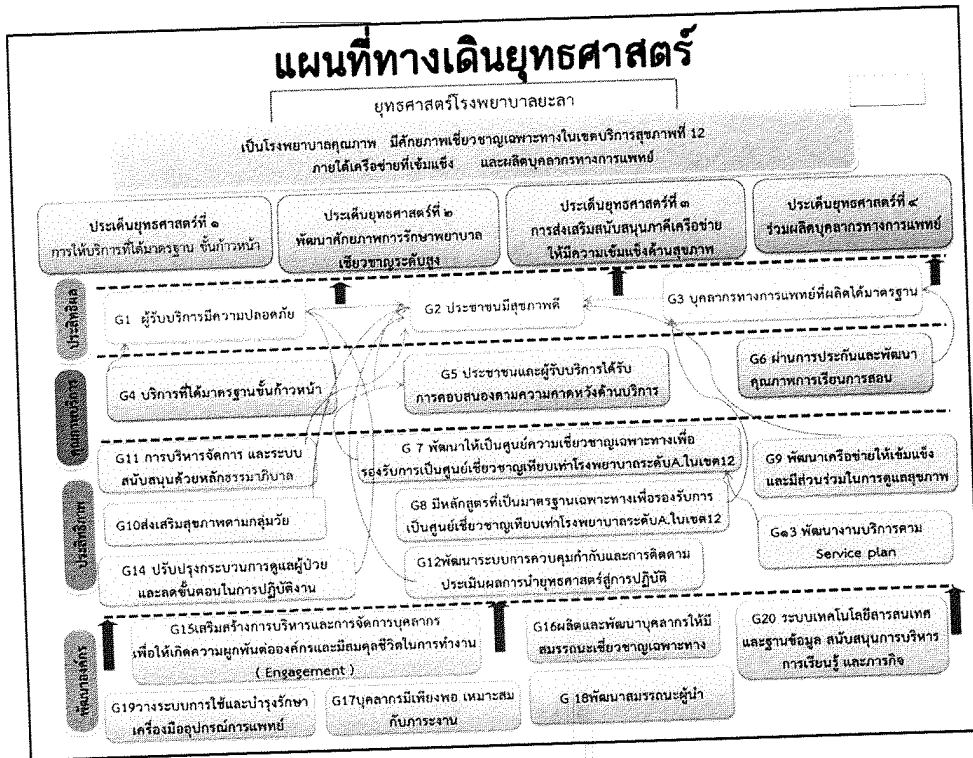 แผนที่ทางเดินยุทธศาสตร์
ยุทธศาสตร์โรงพยาบาลยะลา
เป็นโรงพยาบาลคุณภาพ มีศักยภาพเชี่ยวชาญเฉพาะทางในเขตบริการสุขภาพที่ 12
ภายใต้เครือข่ายที่เข้มแข็ง และผลิตบุคลากรทางการแพทย์
ประเด็นยุทธศาสตร์ที่ ๑
การให้บริการที่ได้มาตรฐาน ขั้นก้าวหน้า
ประเด็นยุทธศาสตร์ที่ ๒
พัฒนาศักยภาพการรักษาพยาบาล
เชี่ยวชาญระดับสูง
ประเด็นยุทธศาสตร์ที่ ๓
การส่งเสริมสนับสนุนภาคีเครือข่าย
ให้มีความเข้มแข็งด้านสุขภาพ
ประเด็นยุทธศาสตร์ที่ ๔
ร่วมผลิตบุคลากรทางการแพทย์
ประสิทธิผล
G1 ผู้รับบริการมีความปลอดภัย
G2 ประชาชนมีสุขภาพดี
G3 บุคลากรทางการแพทย์ที่ผลิตได้มาตรฐาน
คุณภาพบริการ
G4 บริการที่ได้มาตรฐานขั้นก้าวหน้า
G5 ประชาชนและผู้รับบริการได้รับ
การตอบสนองตามความคาดหวังด้านบริการ
G6 ผ่านการประกันและพัฒนา
คุณภาพการเรียนการสอน
ประสิทธิภาพ
G11 การบริหารจัดการ และระบบ
สนับสนุนด้วยหลักธรรมาภิบาล
G 7 พัฒนาให้เป็นศูนย์ความเชี่ยวชาญเฉพาะทางเพื่อ
รองรับการเป็นศูนย์เชี่ยวชาญเทียบเท่าโรงพยาบาลระดับA.ในเขต12
G9 พัฒนาเครือข่ายให้เข้มแข็ง
และมีส่วนร่วมในการดูแลสุขภาพ
G10ส่งเสริมสุขภาพตามกลุ่มวัย
G8 มีหลักสูตรที่เป็นมาตรฐานเฉพาะทางเพื่อรองรับการ
เป็นศูนย์เชี่ยวชาญเทียบเท่าโรงพยาบาลระดับA.ในเขต12
G๑3 พัฒนางานบริการตาม
Service plan
G14 ปรับปรุงกระบวนการดูแลผู้ป่วย
และลดขั้นตอนในการปฏิบัติงาน
G12พัฒนาระบบการควบคุมกำกับและการติดตาม
ประเมินผลการนำยุทธศาสตร์สู่การปฏิบัติ
พัฒนาองค์กร
G15เสริมสร้างการบริหารและการจัดการบุคลากร
เพื่อให้เกิดความผูกพันต่อองค์กรและมีสมดุลชีวิตในการทำงาน
( Engagement )
G16ผลิตและพัฒนาบุคลากรให้มี
สมรรถนะเชี่ยวชาญเฉพาะทาง
G20 ระบบเทคโนโลยีสารสนเทศ
และฐานข้อมูล สนับสนุนการบริหาร
การเรียนรู้ และภารกิจ
G19วางระบบการใช้และบำรุงรักษา
เครื่องมืออุปกรณ์การแพทย์
G17บุคลากรมีเพียงพอ เหมาะสม
กับภาระงาน
G 18พัฒนาสมรรถนะผู้นำ